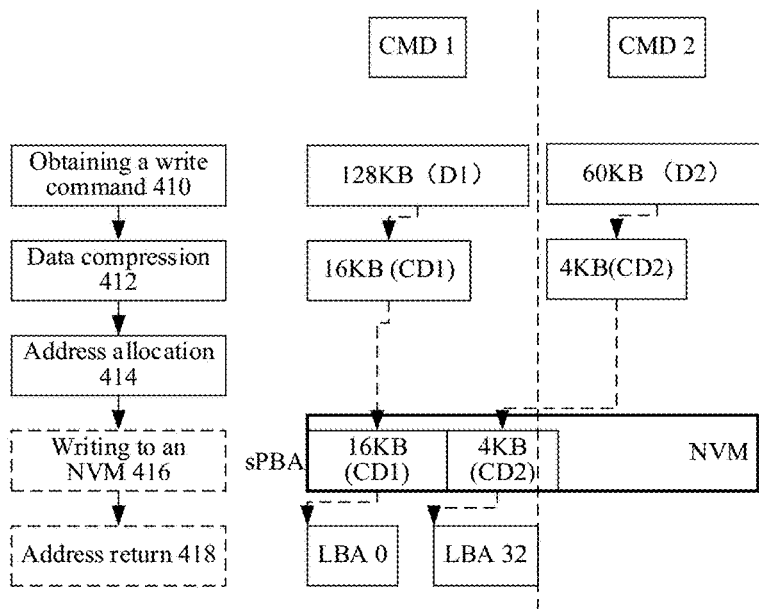 CMD 1
CMD 2
Obtaining a write
command 410
128KB (D1)
60KB (D2)
Data compression
412
16KB (CD1)
4KB(CD2)
Address allocation
414
Writing to an
NVM 416
sPBA
16KB
(CD1)
4KB
(CD2)
NVM
Address return 418
LBA 0
LBA 32